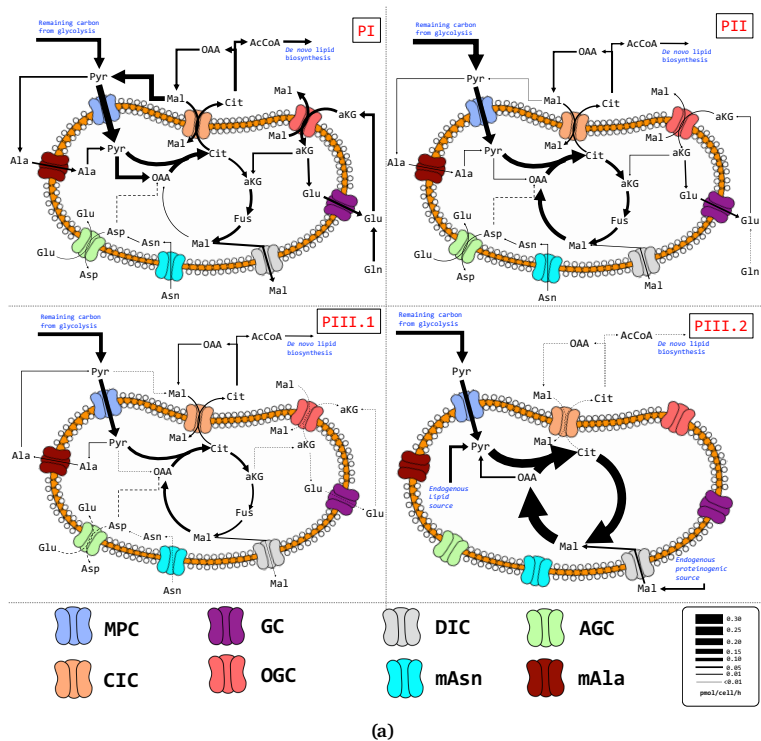 Remaining carbon
from glycolysis
PI
OAA
AcCoA
De novo lipid
biosynthesis
Pyr
Mal
Cit
Mal
aKG
Mal
Mal
Pyr
Cit
aKG
Ala
Ala
OAA
aKG
Glu
Glu
Fus
Glu
Asp
Asn
Mal
Glu
Asp
Asn
Mal
Gln
Remaining carbon
from glycolysis
PII
OAA
AcCoA
De novo lipid
biosynthesis
Pyr
Mal
Cit
Mal
aKG
Mal
Mal
Pyr
Cit
aKG
Ala
Ala
OAA
aKG
Glu
Glu
Fus
Glu
Asp
Asn
Mal
Glu
Asp
Asn
Mal
Gln
Remaining carbon
from glycolysis
PIII.1
OAA
AcCoA
De novo lipid
biosynthesis
Pyr
Mal
Cit
Mal
aKG
Mal
Mal
Pyr
Cit
aKG
Ala
Ala
OAA
aKG
Glu
Glu
Fus
Glu
Asp
Asn
Mal
Glu
Asp
Asn
Mal
Remaining carbon
from glycolysis
PIII.2
OAA
AcCoA
De novo lipid
biosynthesis
Pyr
Mal
Cit
Mal
Pyr
Cit
OAA
Endogenous
Lipid
source
Mal
Endogenous
proteinogenic
source
Mal
MPC
GC
DIC
AGC
CIC
OGC
mAsn
mAla
0.30
0.25
0.20
0.15
0.10
0.05
0.01
<0.01
pmol/cell/h
(a)